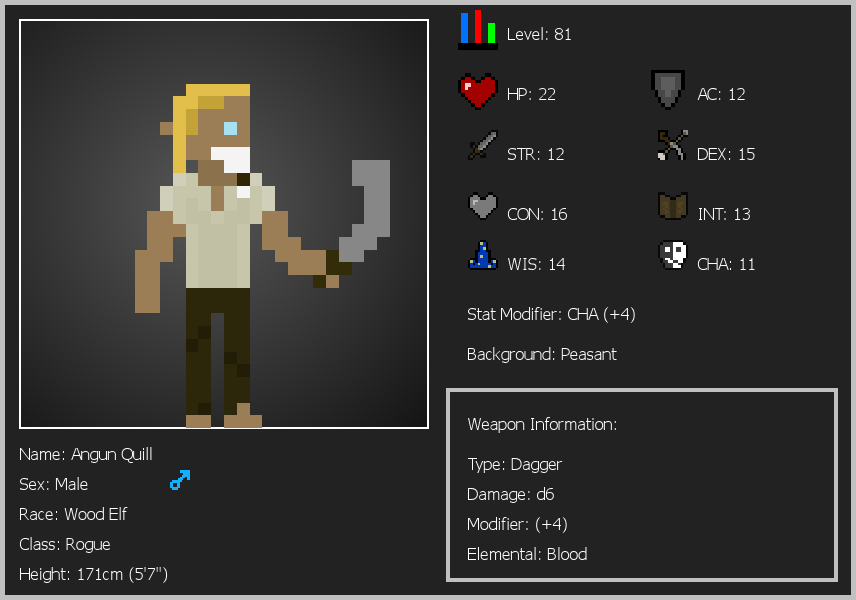 Level: 81
HP: 22
AC: 12
STR: 12
DEX: 15
CON: 16
INT: 13
WIS: 14
CHA: 11
Stat Modifier: CHA (+4)
Background: Peasant
Weapon Information:
Type: Dagger
Damage: d6
Modifier: (+4)
Elemental: Blood
Name: Angun Quill
Sex: Male
Race: Wood Elf
Class: Rogue
Height: 171cm (5'7")